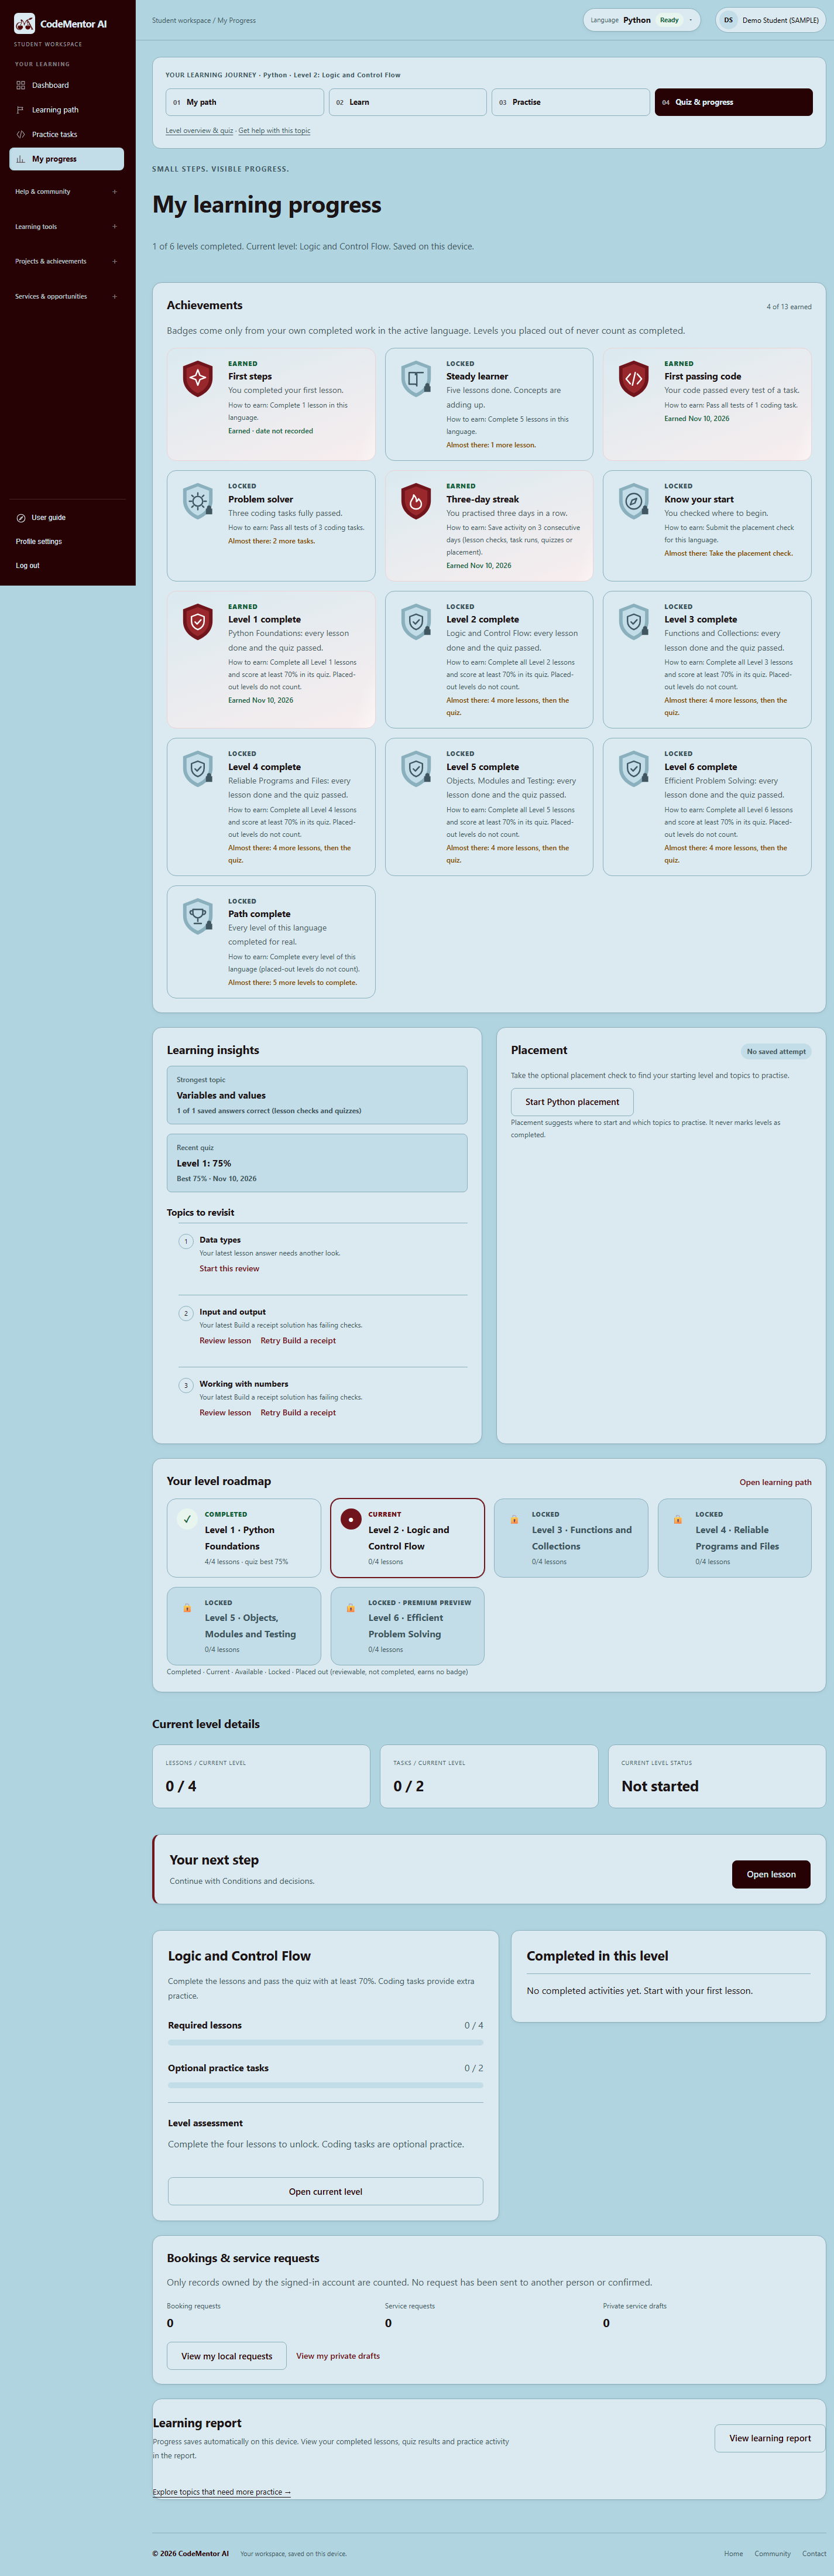 CodeMentor AI
STUDENT WORKSPACE
YOUR LEARNING
Dashboard
Learning path
Practice tasks
My progress
Help & community +
Learning tools +
Projects & achievements +
Services & opportunities +
User guide
Profile settings
Log out
Student workspace / My Progress
Language Python Ready
DS Demo Student (SAMPLE)
YOUR LEARNING JOURNEY · Python · Level 2: Logic and Control Flow
01 My path
02 Learn
03 Practise
04 Quiz & progress
Level overview & quiz · Get help with this topic
SMALL STEPS. VISIBLE PROGRESS.
My learning progress
1 of 6 levels completed. Current level: Logic and Control Flow. Saved on this device.
Achievements
4 of 13 earned
Badges come only from your own completed work in the active language. Levels you placed out of never count as completed.
EARNED
First steps
You completed your first lesson.
How to earn: Complete 1 lesson in this
language.
Earned · date not recorded
LOCKED
Steady learner
Five lessons done. Concepts are
adding up.
How to earn: Complete 5 lessons in this
language.
Almost there: 1 more lesson.
EARNED
First passing code
Your code passed every test of a task.
How to earn: Pass all tests of 1 coding task.
Earned Nov 10, 2026
LOCKED
Problem solver
Three coding tasks fully passed.
How to earn: Pass all tests of 3 coding tasks.
Almost there: 2 more tasks.
EARNED
Three-day streak
You practised three days in a row.
How to earn: Save activity on 3 consecutive
days (lesson checks, task runs, quizzes or
placement).
Earned Nov 10, 2026
LOCKED
Know your start
You checked where to begin.
How to earn: Submit the placement check
for this language.
Almost there: Take the placement check.
EARNED
Level 1 complete
Python Foundations: every lesson
done and the quiz passed.
How to earn: Complete all Level 1 lessons
and score at least 70% in its quiz. Placed-
out levels do not count.
Earned Nov 10, 2026
LOCKED
Level 2 complete
Logic and Control Flow: every lesson
done and the quiz passed.
How to earn: Complete all Level 2 lessons
and score at least 70% in its quiz. Placed-
out levels do not count.
Almost there: 4 more lessons, then the
quiz.
LOCKED
Level 3 complete
Functions and Collections: every
lesson done and the quiz passed.
How to earn: Complete all Level 3 lessons
and score at least 70% in its quiz. Placed-
out levels do not count.
Almost there: 4 more lessons, then the
quiz.
LOCKED
Level 4 complete
Reliable Programs and Files: every
lesson done and the quiz passed.
How to earn: Complete all Level 4 lessons
and score at least 70% in its quiz. Placed-
out levels do not count.
Almost there: 4 more lessons, then the
quiz.
LOCKED
Level 5 complete
Objects, Modules and Testing: every
lesson done and the quiz passed.
How to earn: Complete all Level 5 lessons
and score at least 70% in its quiz. Placed-
out levels do not count.
Almost there: 4 more lessons, then the
quiz.
LOCKED
Level 6 complete
Efficient Problem Solving: every
lesson done and the quiz passed.
How to earn: Complete all Level 6 lessons
and score at least 70% in its quiz. Placed-
out levels do not count.
Almost there: 4 more lessons, then the
quiz.
LOCKED
Path complete
Every level of this language
completed for real.
How to earn: Complete every level of this
language (placed-out levels do not count).
Almost there: 5 more levels to complete.
Learning insights
Strongest topic
Variables and values
1 of 1 saved answers correct (lesson checks and quizzes)
Recent quiz
Level 1: 75%
Best 75% · Nov 10, 2026
Topics to revisit
1 Data types
Your latest lesson answer needs another look.
Start this review
2 Input and output
Your latest Build a receipt solution has failing checks.
Review lesson Retry Build a receipt
3 Working with numbers
Your latest Build a receipt solution has failing checks.
Review lesson Retry Build a receipt
Placement
No saved attempt
Take the optional placement check to find your starting level and topics to practise.
Start Python placement
Placement suggests where to start and which topics to practise. It never marks levels as
completed.
Your level roadmap
Open learning path
COMPLETED
Level 1 · Python
Foundations
4/4 lessons · quiz best 75%
CURRENT
Level 2 · Logic and
Control Flow
0/4 lessons
LOCKED
Level 3 · Functions and
Collections
0/4 lessons
LOCKED
Level 4 · Reliable
Programs and Files
0/4 lessons
LOCKED
Level 5 · Objects,
Modules and Testing
0/4 lessons
LOCKED · PREMIUM PREVIEW
Level 6 · Efficient
Problem Solving
0/4 lessons
Completed · Current · Available · Locked · Placed out (reviewable, not completed, earns no badge)
Current level details
LESSONS / CURRENT LEVEL
0 / 4
TASKS / CURRENT LEVEL
0 / 2
CURRENT LEVEL STATUS
Not started
Your next step
Continue with Conditions and decisions.
Open lesson
Logic and Control Flow
Complete the lessons and pass the quiz with at least 70%. Coding tasks provide extra
practice.
Required lessons 0 / 4
Optional practice tasks 0 / 2
Level assessment
Complete the four lessons to unlock. Coding tasks are optional practice.
Open current level
Completed in this level
No completed activities yet. Start with your first lesson.
Bookings & service requests
Only records owned by the signed-in account are counted. No request has been sent to another person or confirmed.
Booking requests
0
Service requests
0
Private service drafts
0
View my local requests
View my private drafts
Learning report
Progress saves automatically on this device. View your completed lessons, quiz results and practice activity
in the report.
View learning report
Explore topics that need more practice →
© 2026 CodeMentor AI Your workspace, saved on this device.
Home Community Contact